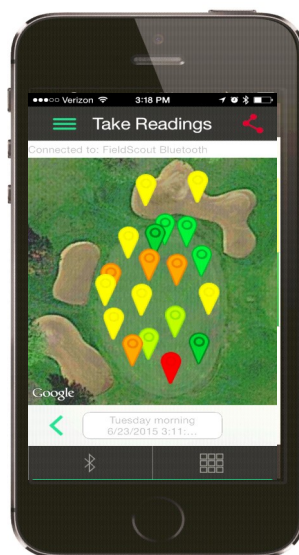 Verizon 3:18 PM
Take Readings
Connected to: FieldScout Bluetooth
Google
Tuesday morning
6/23/2015 3:11:...